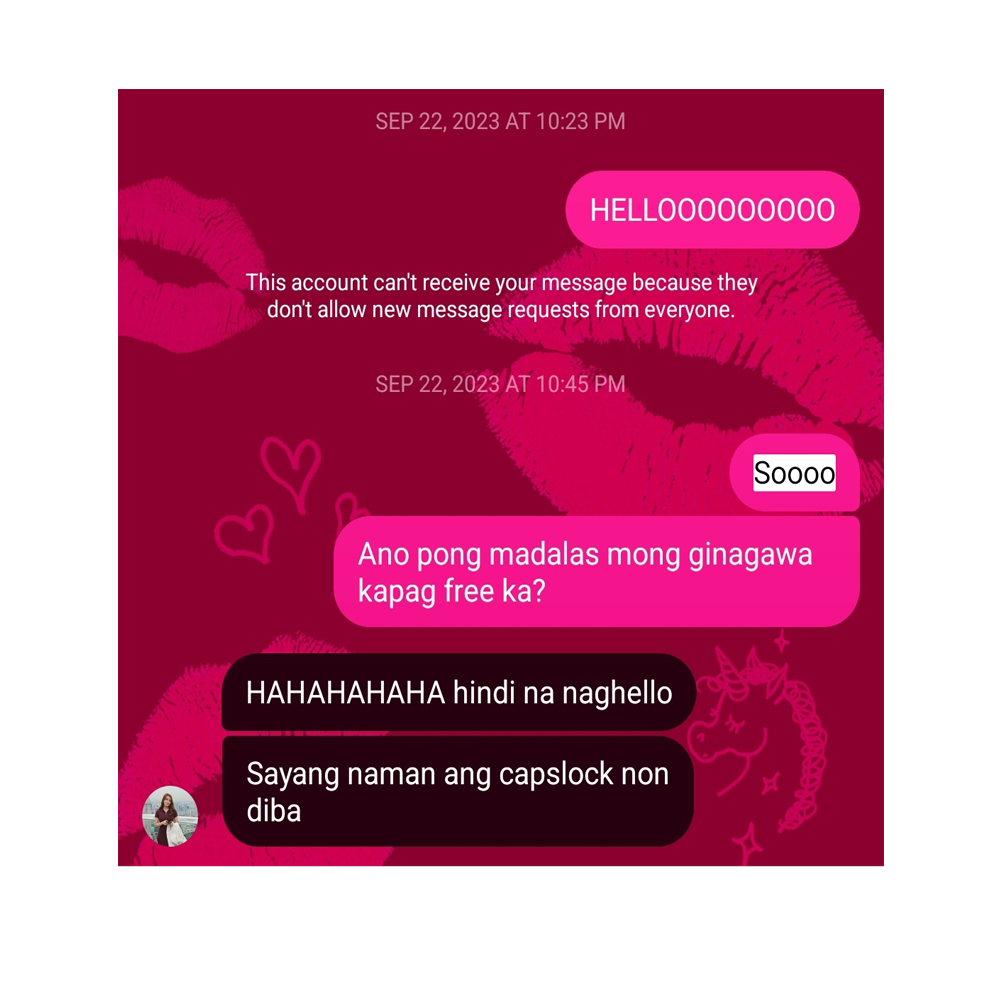 SEP 22, 2023 AT 10:23 PM
HELLOOOOOOOOO
This account can't receive your message because they
don't allow new message requests from everyone.
SEP 22, 2023 AT 10:45 PM
Soooo
Ano pong madalas mong ginagawa
kapag free ka?
HAHAHAHAHA hindi na naghello
Sayang naman ang capslock non
diba